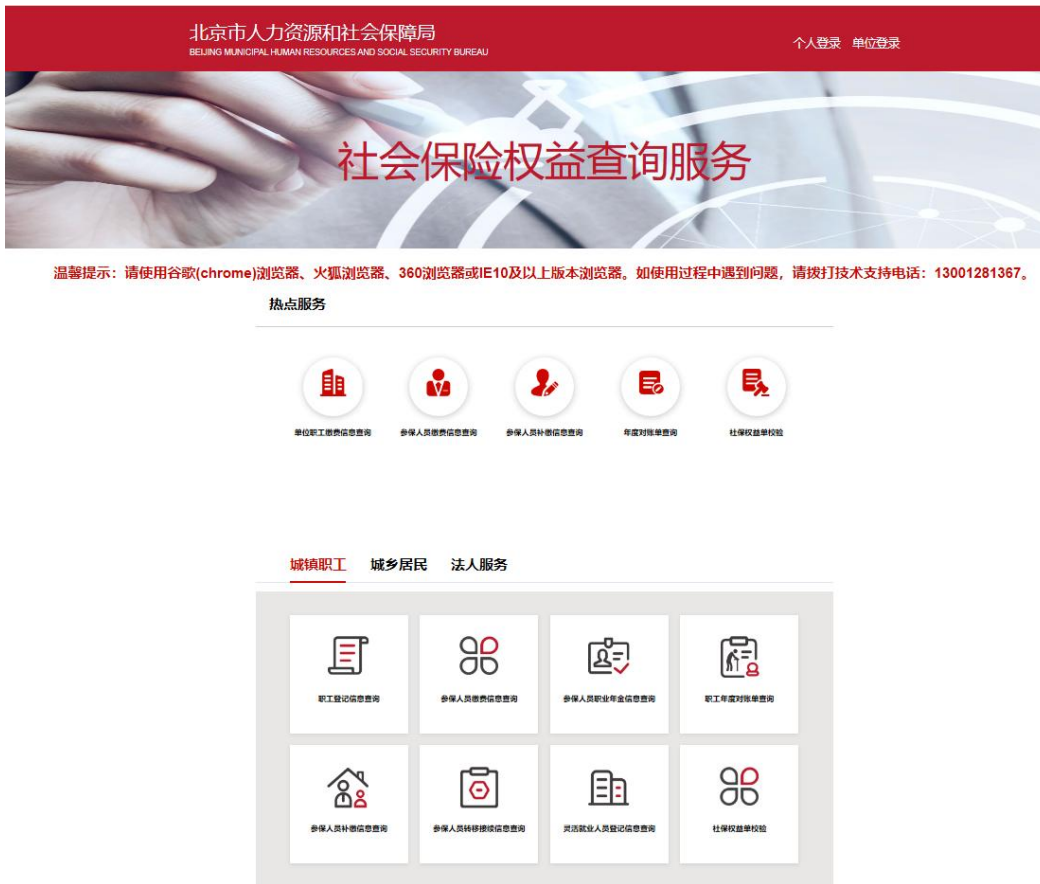 北京市人力资源和社会保障局
BEIJING MUNICIPAL HUMAN RESOURCES AND SOCIAL SECURITY BUREAU
个人登录 单位登录
社会保险权益查询服务
温馨提示：请使用谷歌(chrome)浏览器、火狐浏览器、360浏览器或IE10及以上版本浏览器。如使用过程中遇到问题，请拨打技术支持电话：13001281367。
热点服务
单位职工缴费信息查询 参保人员缴费信息查询 参保人员补缴信息查询 年度对账单查询 社保权益单校验
城镇职工 城乡居民 法人服务
职工登记信息查询 参保人员缴费信息查询 参保人员职业年金信息查询 职工年度对账单查询
参保人员补缴信息查询 参保人员转移接续信息查询 灵活就业人员登记信息查询 社保权益单校验